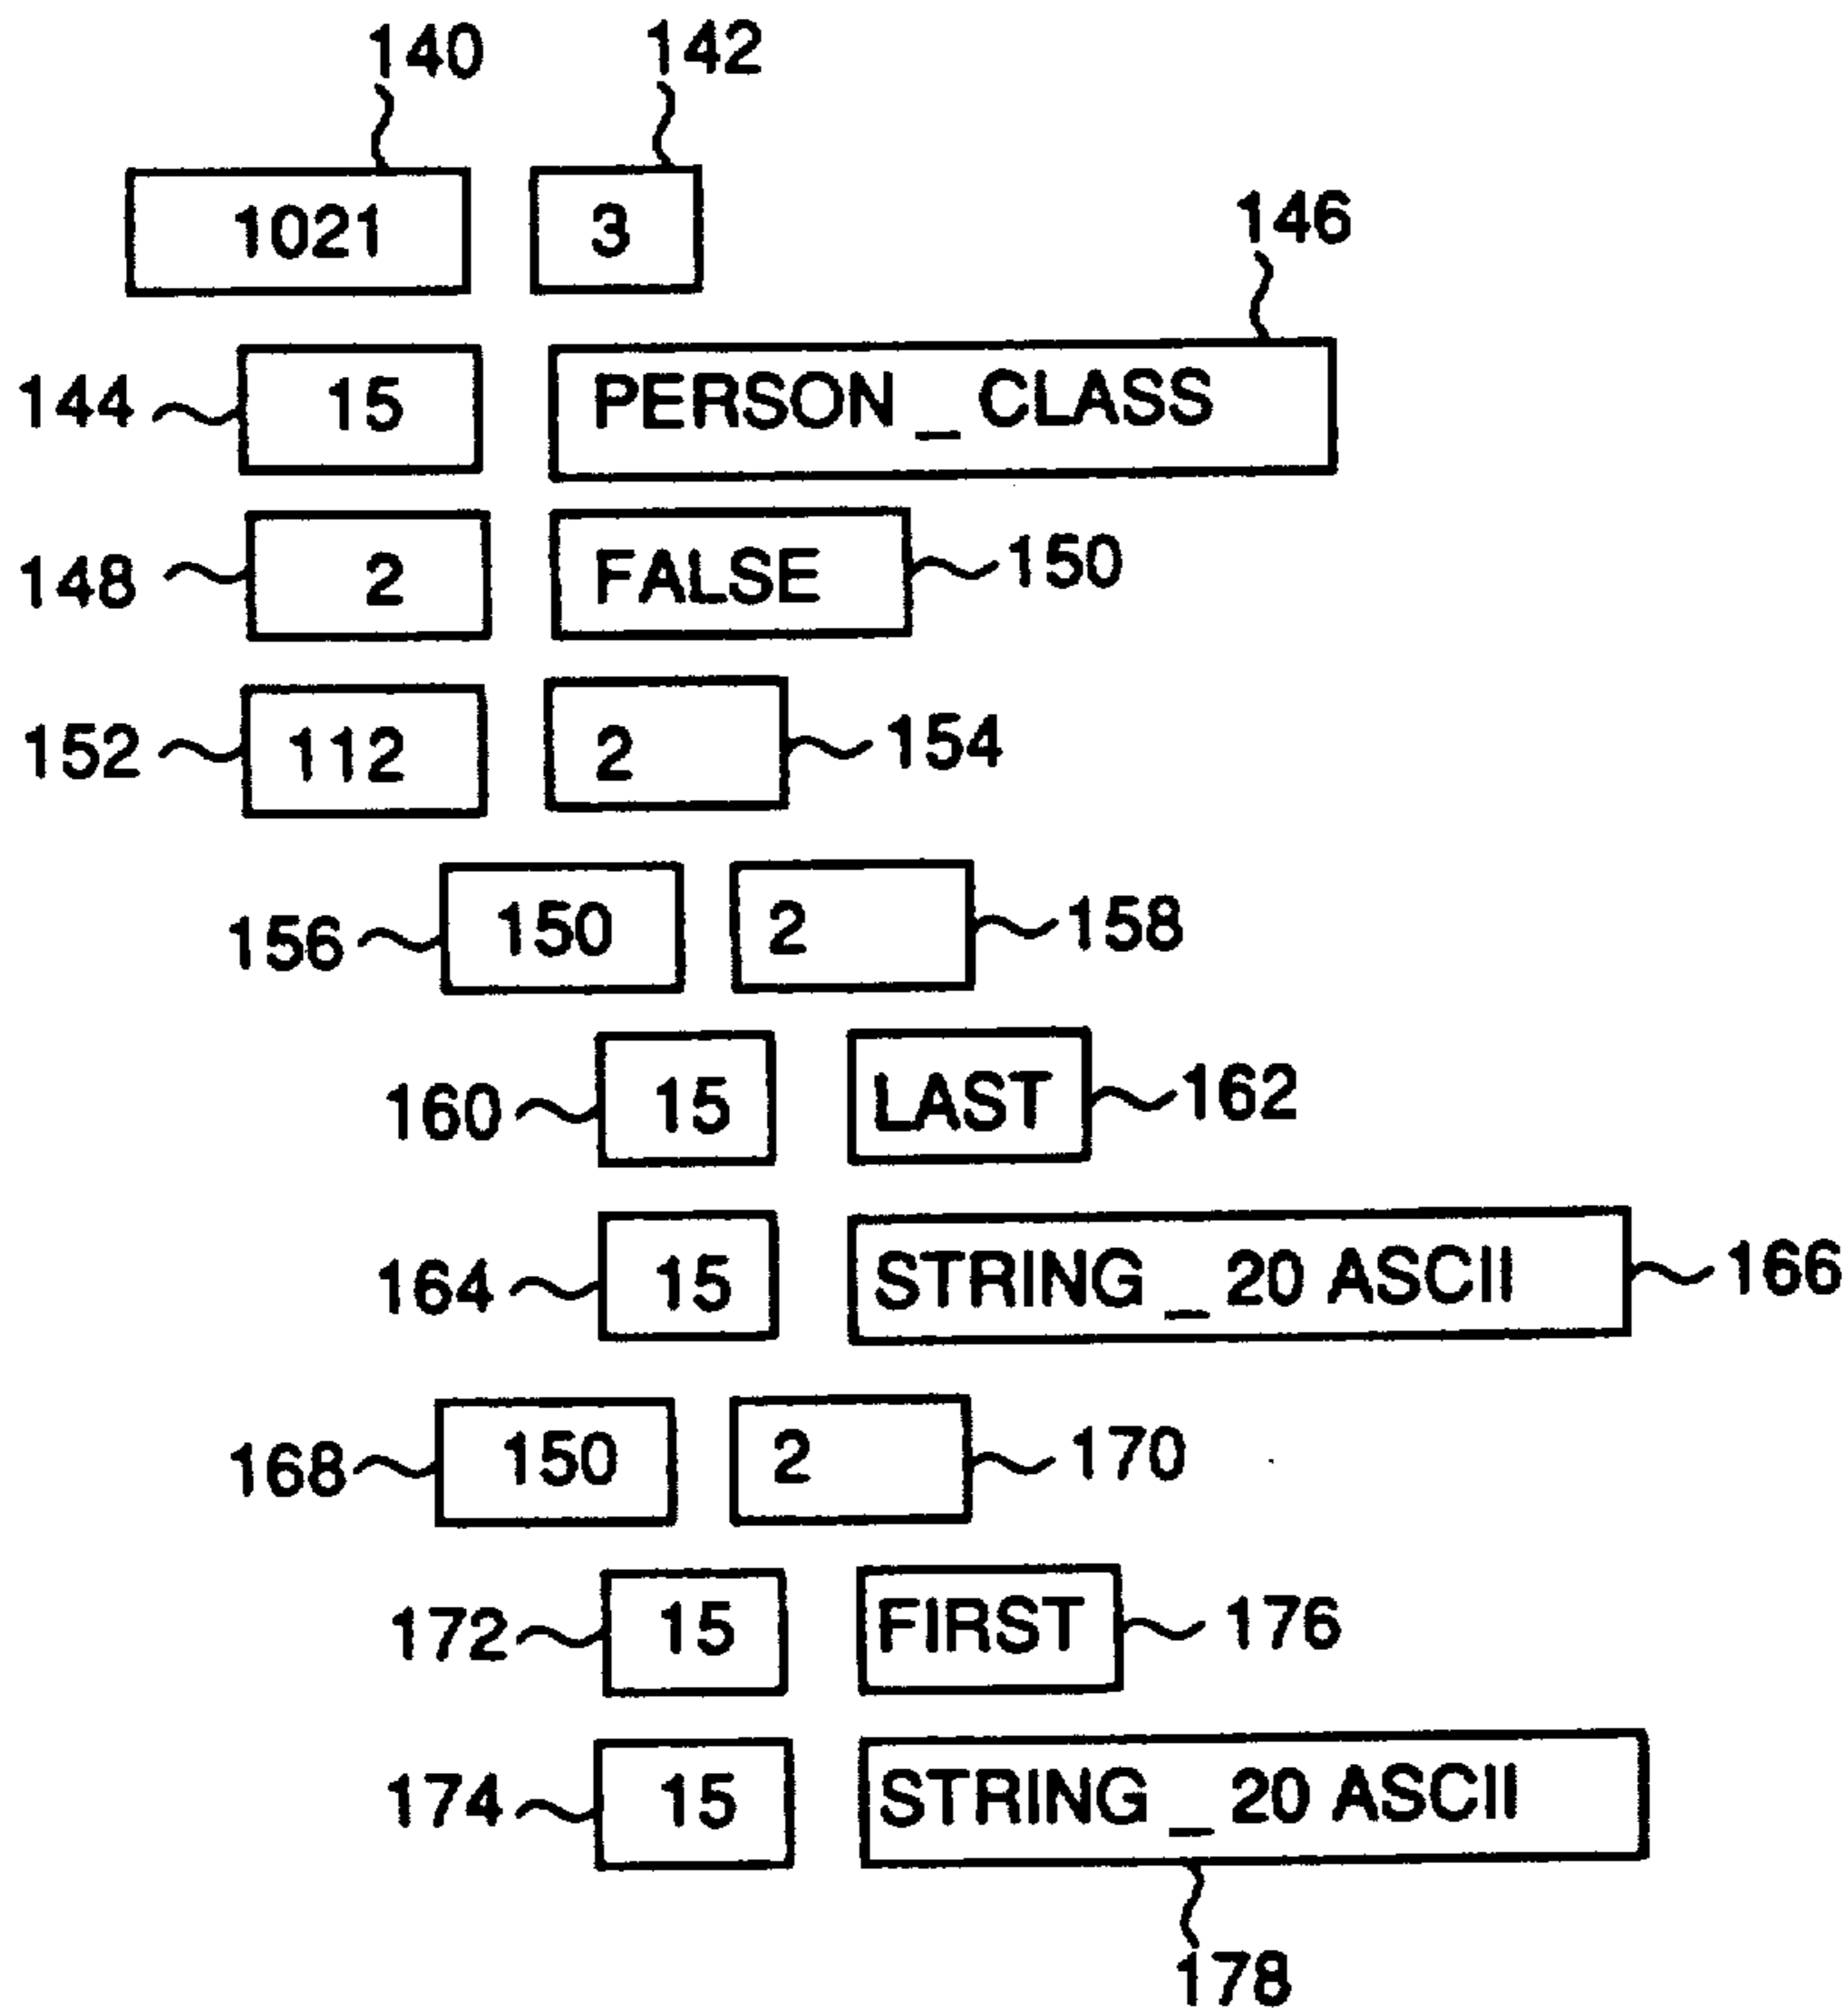 140 142
1021 3
146
144 15 PERSON _ CLASS
148 2 FALSE 150
152 112 2 154
156 150 2 158
160 15 LAST 162
164 15 STRING _ 20 ASCII 166
168 150 2 170
172 15 FIRST 176
174 15 STRING _ 20 ASCII
178